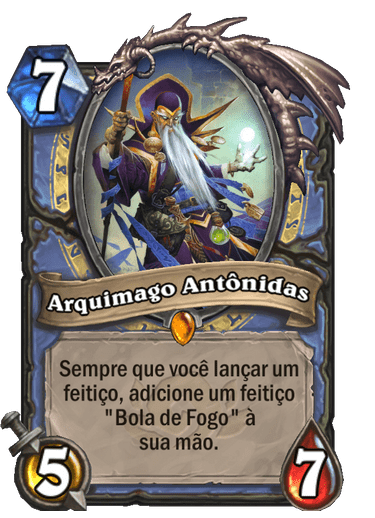 7
Arquimago Antônidas
Sempre que você lançar um
feitiço, adicione um feitiço
"Bola de Fogo" à
sua mão.
5
7